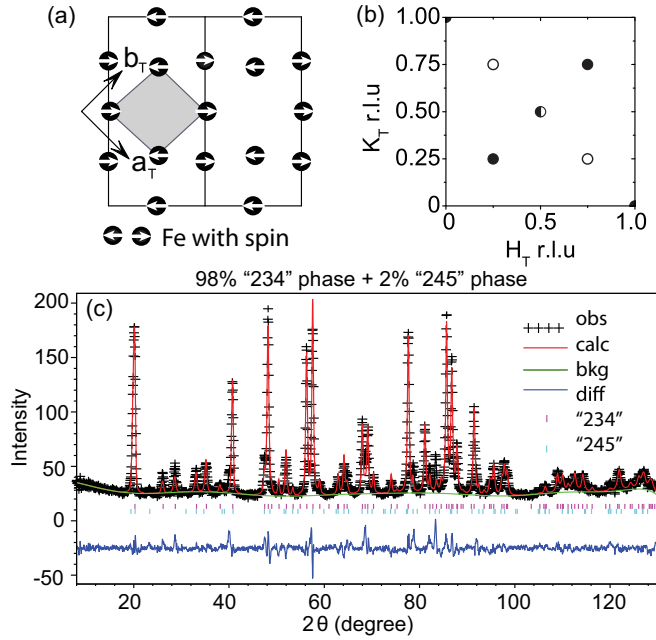 (a)
b_T
a_T
Fe with spin
(b)
1.00
0.75
0.50
0.25
0
K_T r.l.u
0
0.5
1.0
H_T r.l.u
98% “234” phase + 2% “245” phase
(c)
200
150
100
50
0
-50
Intensity
obs
calc
bkg
diff
“234”
“245”
20
40
60
80
100
120
2θ (degree)